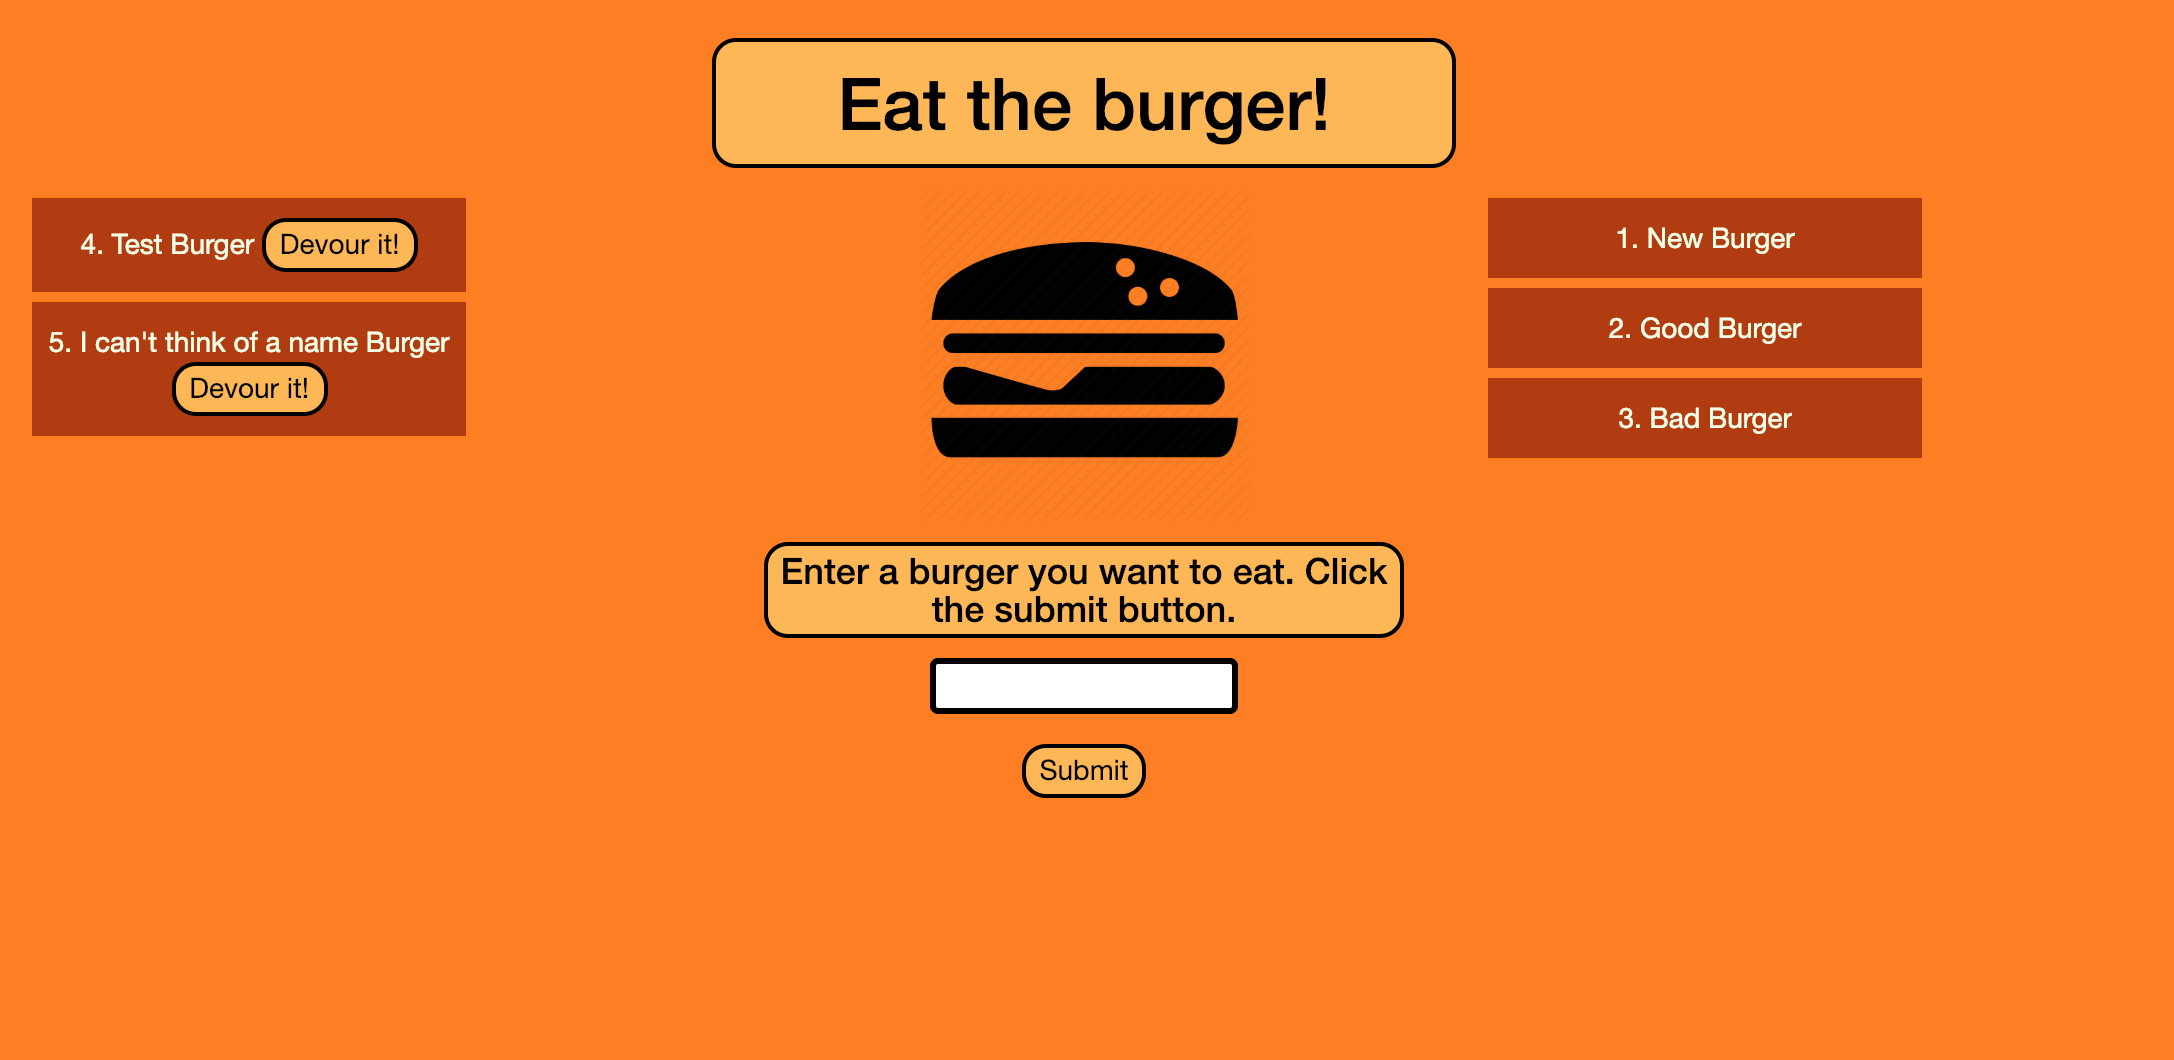 Eat the burger!
4. Test Burger Devour it!
5. I can't think of a name Burger
Devour it!
Enter a burger you want to eat. Click
the submit button.
Submit
1. New Burger
2. Good Burger
3. Bad Burger